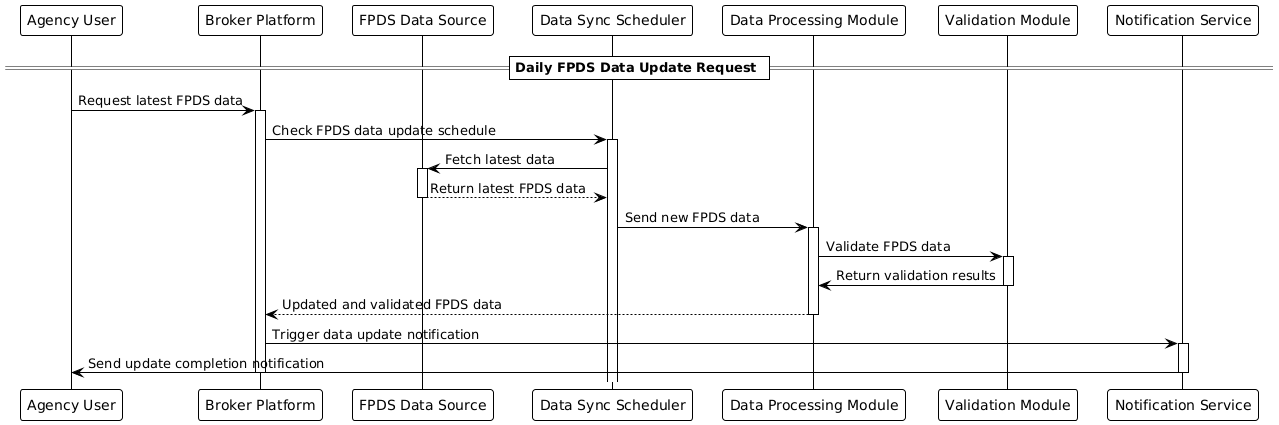 Agency User
Broker Platform
FPDS Data Source
Data Sync Scheduler
Data Processing Module
Validation Module
Notification Service
Daily FPDS Data Update Request
Request latest FPDS data
Check FPDS data update schedule
Fetch latest data
Return latest FPDS data
Send new FPDS data
Validate FPDS data
Return validation results
Updated and validated FPDS data
Trigger data update notification
Send update completion notification
Agency User
Broker Platform
FPDS Data Source
Data Sync Scheduler
Data Processing Module
Validation Module
Notification Service